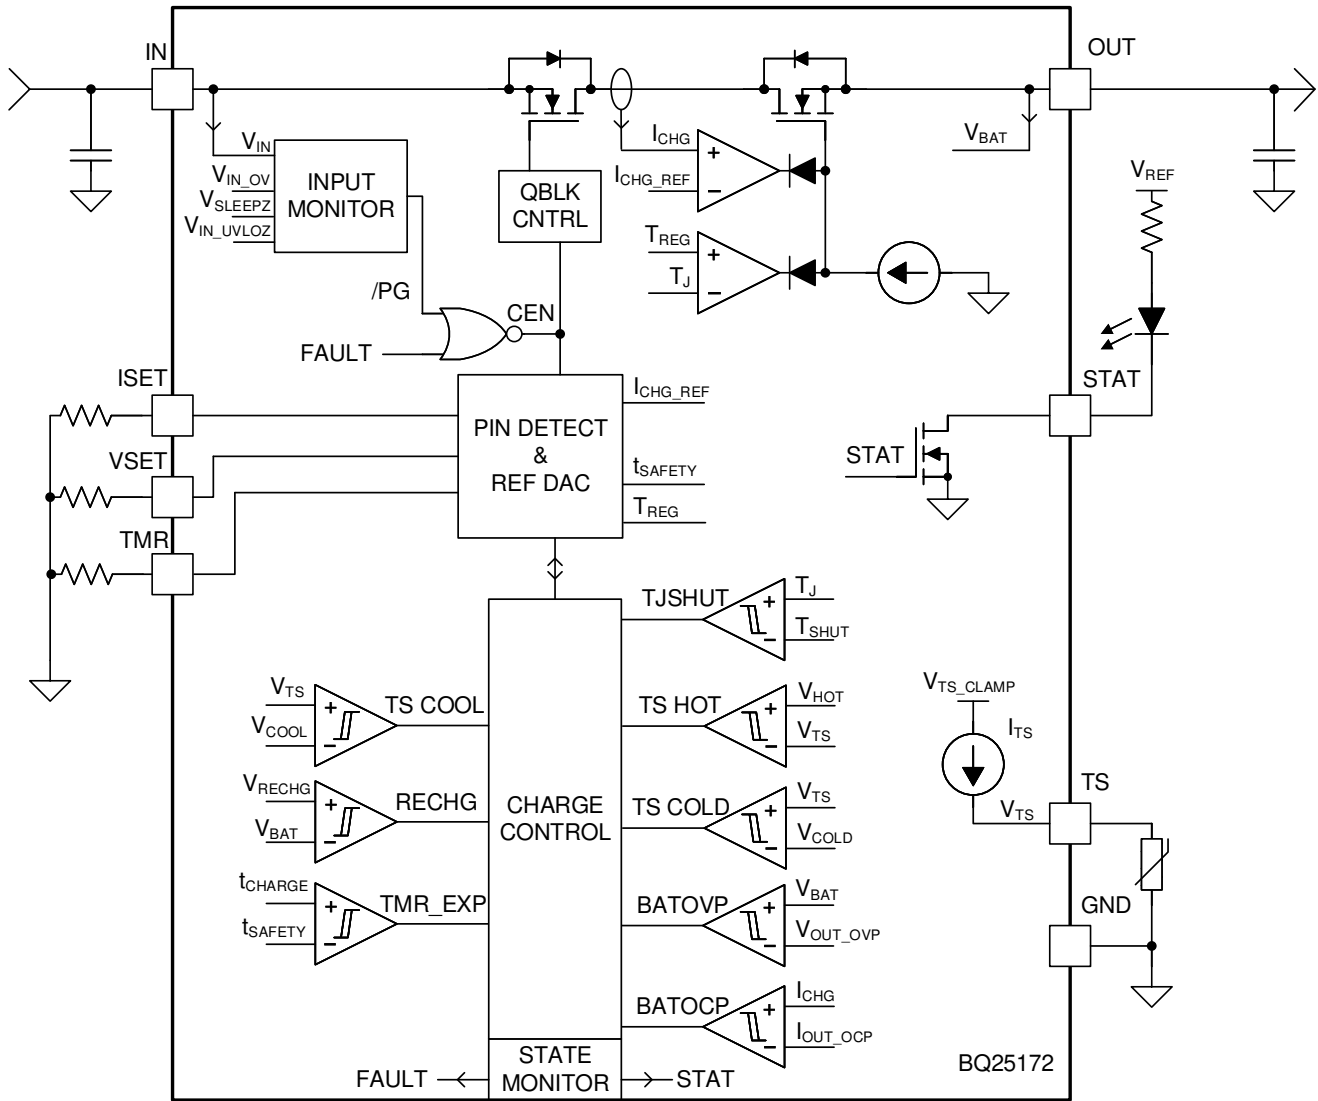 IN
OUT
V_IN
V_IN_OV
V_SLEEPZ
V_IN_UVLOZ
INPUT
MONITOR
QBLK
CNTRL
I_CHG
+
I_CHG_REF
−
T_REG
+
T_J
−
V_BAT
V_REF
/PG
CEN
FAULT
ISET
VSET
TMR
PIN DETECT
&
REF DAC
I_CHG_REF
t_SAFETY
T_REG
STAT
STAT
TJSHUT
+
T_J
−
T_SHUT
V_TS
+
V_COOL
−
TS COOL
TS HOT
+
V_HOT
−
V_TS
V_RECHG
+
V_BAT
−
RECHG
CHARGE
CONTROL
TS COLD
+
V_TS
−
V_COLD
t_CHARGE
+
t_SAFETY
−
TMR_EXP
BATOVP
+
V_BAT
−
V_OUT_OVP
BATOCP
+
I_CHG
−
I_OUT_OCP
V_TS_CLAMP
I_TS
V_TS
TS
GND
STATE
MONITOR
FAULT
STAT
BQ25172